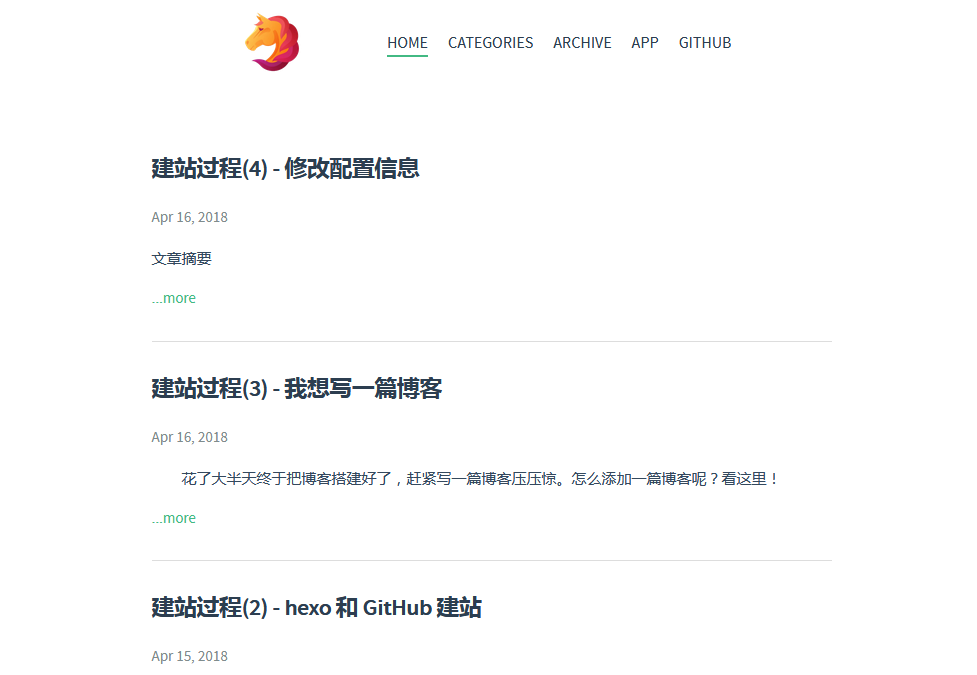 HOME CATEGORIES ARCHIVE APP GITHUB
建站过程(4) - 修改配置信息
Apr 16, 2018
文章摘要
...more
建站过程(3) - 我想写一篇博客
Apr 16, 2018
花了大半天终于把博客搭建好了，赶紧写一篇博客压压惊。怎么添加一篇博客呢？看这里！
...more
建站过程(2) - hexo 和 GitHub 建站
Apr 15, 2018